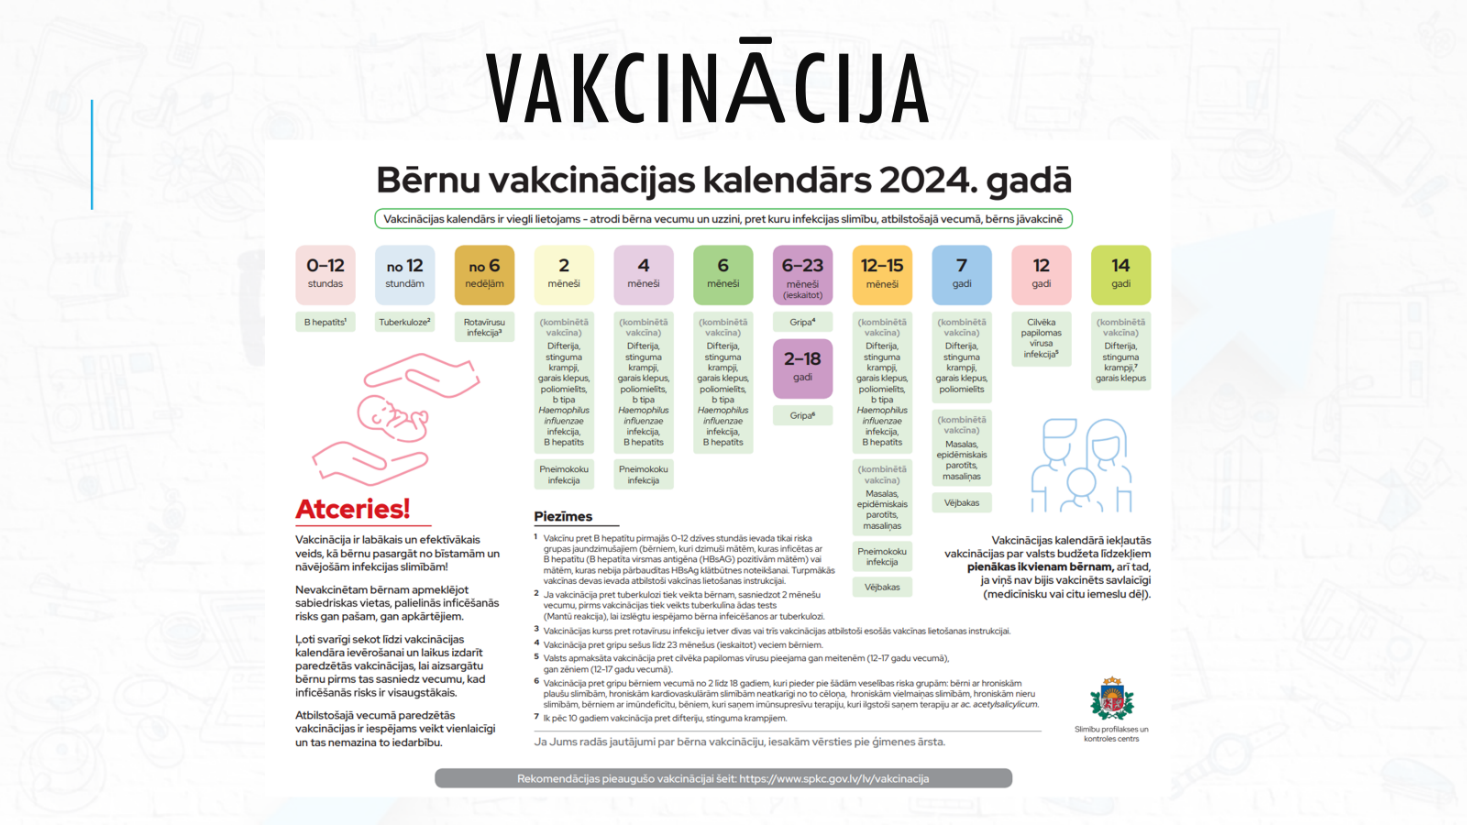 VAKCINĀCIJA
Bērnu vakcinācijas kalendārs 2024. gadā
Vakcinācijas kalendārs ir viegli lietojams - atrodi bērna vecumu un uzzini, pret kuru infekcijas slimību, atbilstošajā vecumā, bērns jāvakcinē
0–12
stundas
B hepatīts¹
no 12
stundām
Tuberkuloze²
no 6
nedēļām
Rotavīrusu
infekcija³
2
mēneši
(kombinētā
vakcīna)
Difterija,
stinguma
krampji,
garais klepus,
poliomielīts,
b tipa
Haemophilus
influenzae
infekcija,
B hepatīts
Pneimokoku
infekcija
4
mēneši
(kombinētā
vakcīna)
Difterija,
stinguma
krampji,
garais klepus,
poliomielīts,
b tipa
Haemophilus
influenzae
infekcija,
B hepatīts
Pneimokoku
infekcija
6
mēneši
(kombinētā
vakcīna)
Difterija,
stinguma
krampji,
garais klepus,
poliomielīts,
b tipa
Haemophilus
influenzae
infekcija,
B hepatīts
6–23
mēneši
(ieskaitot)
Gripa⁴
2–18
gadi
Gripa⁶
12–15
mēneši
(kombinētā
vakcīna)
Difterija,
stinguma
krampji,
garais klepus,
poliomielīts,
b tipa
Haemophilus
influenzae
infekcija,
B hepatīts
(kombinētā
vakcīna)
Masalas,
epidēmiskais
parotīts,
masaliņas
Pneimokoku
infekcija
Vējbakas
7
gadi
(kombinētā
vakcīna)
Difterija,
stinguma
krampji,
garais klepus,
poliomielīts
(kombinētā
vakcīna)
Masalas,
epidēmiskais
parotīts,
masaliņas
Vējbakas
12
gadi
Cilvēka
papilomas
vīrusa
infekcija⁵
14
gadi
(kombinētā
vakcīna)
Difterija,
stinguma
krampji,⁷
garais klepus
Atceries!
Vakcinācija ir labākais un efektīvākais
veids, kā bērnu pasargāt no bīstamām un
nāvējošām infekcijas slimībām!
Nevakcinētam bērnam apmeklējot
sabiedriskas vietas, palielinās inficēšanās
risks gan pašam, gan apkārtējiem.
Ļoti svarīgi sekot līdzi vakcinācijas
kalendāra ievērošanai un laikus izdarīt
paredzētās vakcinācijas, lai aizsargātu
bērnu pirms tas sasniedz vecumu, kad
inficēšanās risks ir visaugstākais.
Atbilstošajā vecumā paredzētās
vakcinācijas ir iespējams veikt vienlaicīgi
un tas nemazina to iedarbību.
Piezīmes
1 Vakcīnu pret B hepatītu pirmajās 0-12 dzīves stundās ievada tikai riska
grupas jaundzimušajiem (bērniem, kuri dzimuši mātēm, kuras inficētas ar
B hepatītu (B hepatīta virsmas antigēna (HBsAG) pozitīvām mātēm) vai
mātēm, kuras nebija pārbaudītas HBsAg klātbūtnes noteikšanai. Turpmākās
vakcīnas devas ievada atbilstoši vakcīnas lietošanas instrukcijai.
2 Ja vakcinācija pret tuberkulozi tiek veikta bērnam, sasniedzot 2 mēnešu
vecumu, pirms vakcinācijas tiek veikts tuberkulīna ādas tests
(Mantū reakcija), lai izslēgtu iespējamo bērna infeicēšanos ar tuberkulozi.
3 Vakcinācijas kurss pret rotavīrusu infekciju ietver divas vai trīs vakcinācijas atbilstoši esošās vakcīnas lietošanas instrukcijai.
4 Vakcinācija pret gripu sešus līdz 23 mēnešus (ieskaitot) veciem bērniem.
5 Valsts apmaksāta vakcinācija pret cilvēka papilomas vīrusu pieejama gan meitenēm (12-17 gadu vecumā),
gan zēniem (12-17 gadu vecumā).
6 Vakcinācija pret gripu bērniem vecumā no 2 līdz 18 gadiem, kuri pieder pie šādām veselības riska grupām: bērni ar hroniskām
plaušu slimībām, hroniskām kardiovaskulārām slimībām neatkarīgi no to cēloņa, hroniskām vielmaiņas slimībām, hroniskām nieru
slimībām, bērniem ar imūndeficītu, bēniem, kuri saņem imūnsupresīvu terapiju, kuri ilgstoši saņem terapiju ar ac. acetylsalicylicum.
7 Ik pēc 10 gadiem vakcinācija pret difteriju, stinguma krampjiem.
Ja Jums radās jautājumi par bērna vakcināciju, iesakām vērsties pie ģimenes ārsta.
Vakcinācijas kalendārā iekļautās
vakcinācijas par valsts budžeta līdzekļiem
pienākas ikvienam bērnam, arī tad,
ja viņš nav bijis vakcinēts savlaicīgi
(medicīnisku vai citu iemeslu dēļ).
Slimību profilakses un
kontroles centrs
Rekomendācijas pieaugušo vakcinācijai šeit: https://www.spkc.gov.lv/lv/vakcinacija